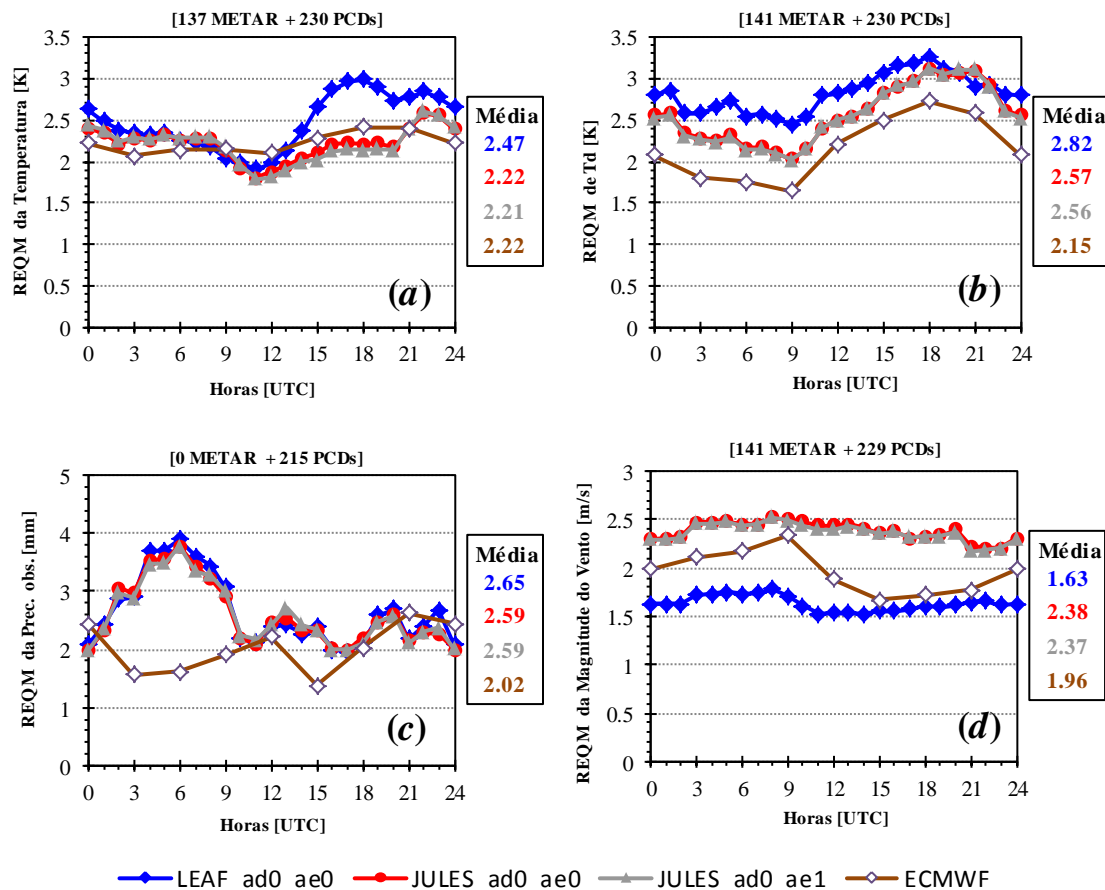 [137 METAR + 230 PCDs]
REQM da Temperatura [K]
3.5
3
2.5
2
1.5
1
0.5
0
0 3 6 9 12 15 18 21 24
Horas [UTC]
(a)
Média
2.47
2.22
2.21
2.22
[141 METAR + 230 PCDs]
REQM de Td [K]
3.5
3
2.5
2
1.5
1
0.5
0
0 3 6 9 12 15 18 21 24
Horas [UTC]
(b)
Média
2.82
2.57
2.56
2.15
[0 METAR + 215 PCDs]
REQM da Prec. obs. [mm]
5
4
3
2
1
0
0 3 6 9 12 15 18 21 24
Horas [UTC]
(c)
Média
2.65
2.59
2.59
2.02
[141 METAR + 229 PCDs]
REQM da Magnitude do Vento [m/s]
3
2.5
2
1.5
1
0.5
0
0 3 6 9 12 15 18 21 24
Horas [UTC]
(d)
Média
1.63
2.38
2.37
1.96
LEAF ad0 ae0 JULES ad0 ae0 JULES ad0 ae1 ECMWF